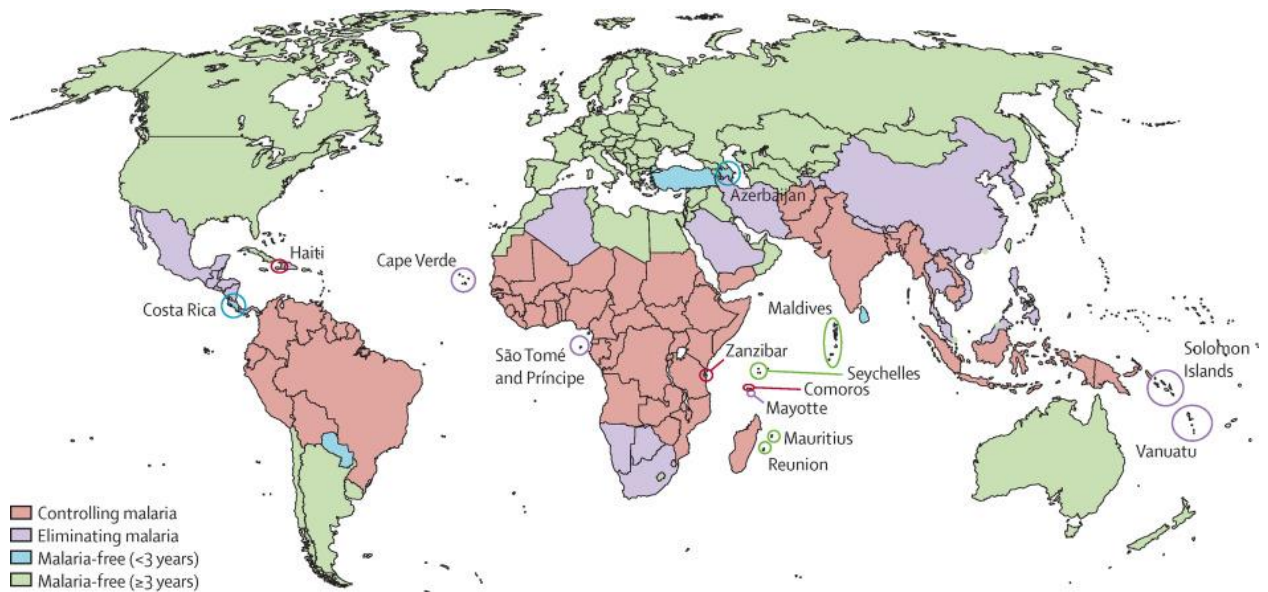 Azerbaijan
Haiti
Cape Verde
Costa Rica
Maldives
São Tomé
and Príncipe
Zanzibar
Seychelles
Comoros
Mayotte
Mauritius
Reunion
Solomon
Islands
Vanuatu
Controlling malaria
Eliminating malaria
Malaria-free (<3 years)
Malaria-free (≥3 years)